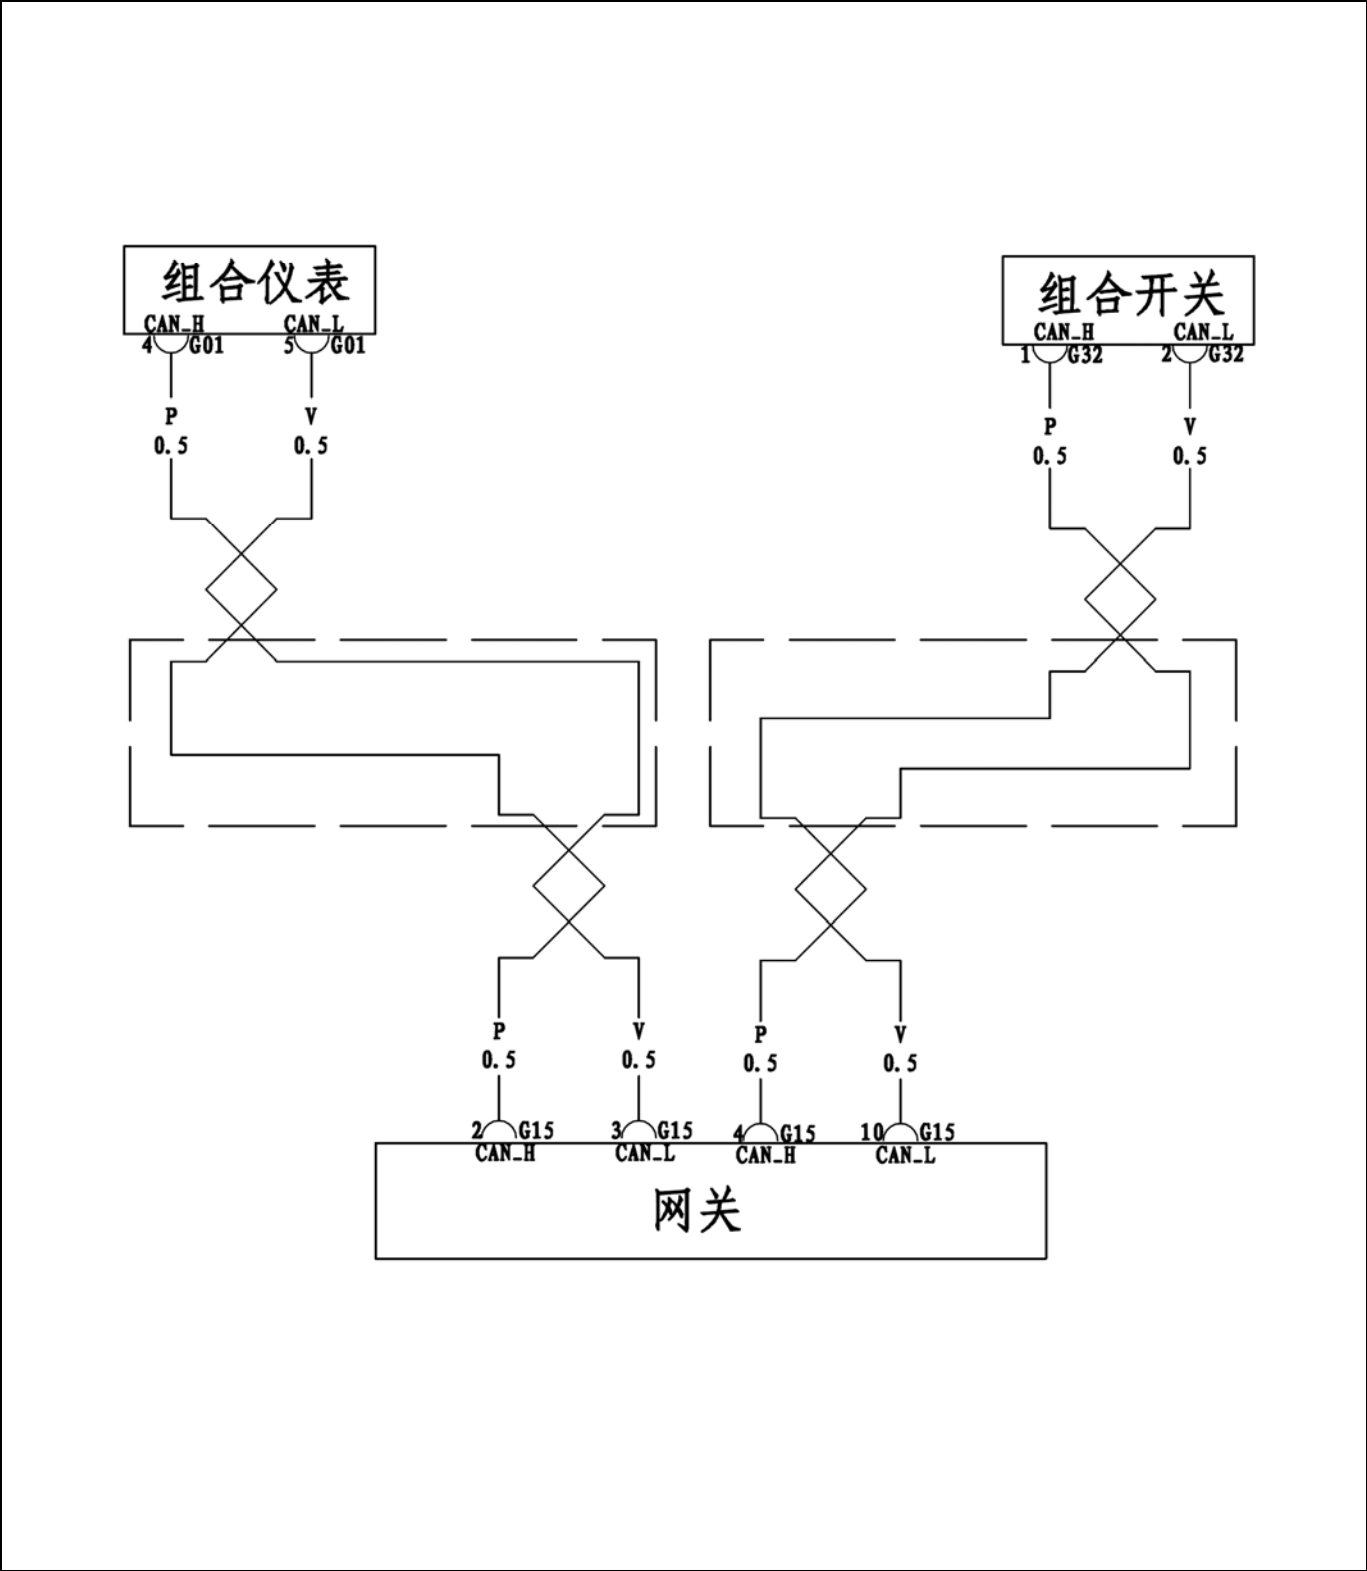 组合仪表
CAN_H CAN_L
4 G01 5 G01
P V
0.5 0.5
组合开关
CAN_H CAN_L
1 G32 2 G32
P V
0.5 0.5
P V P V
0.5 0.5 0.5 0.5
2 G15 3 G15 4 G15 10 G15
CAN_H CAN_L CAN_H CAN_L
网关